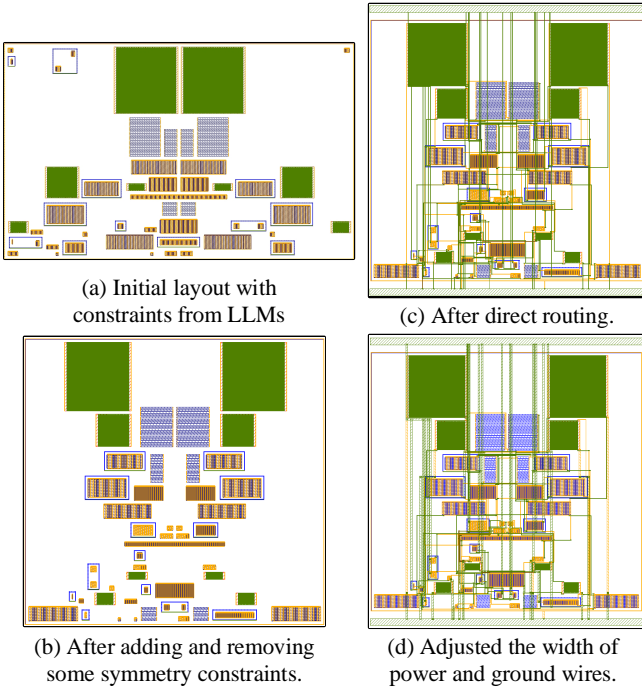 (a) Initial layout with
constraints from LLMs
(b) After adding and removing
some symmetry constraints.
(c) After direct routing.
(d) Adjusted the width of
power and ground wires.